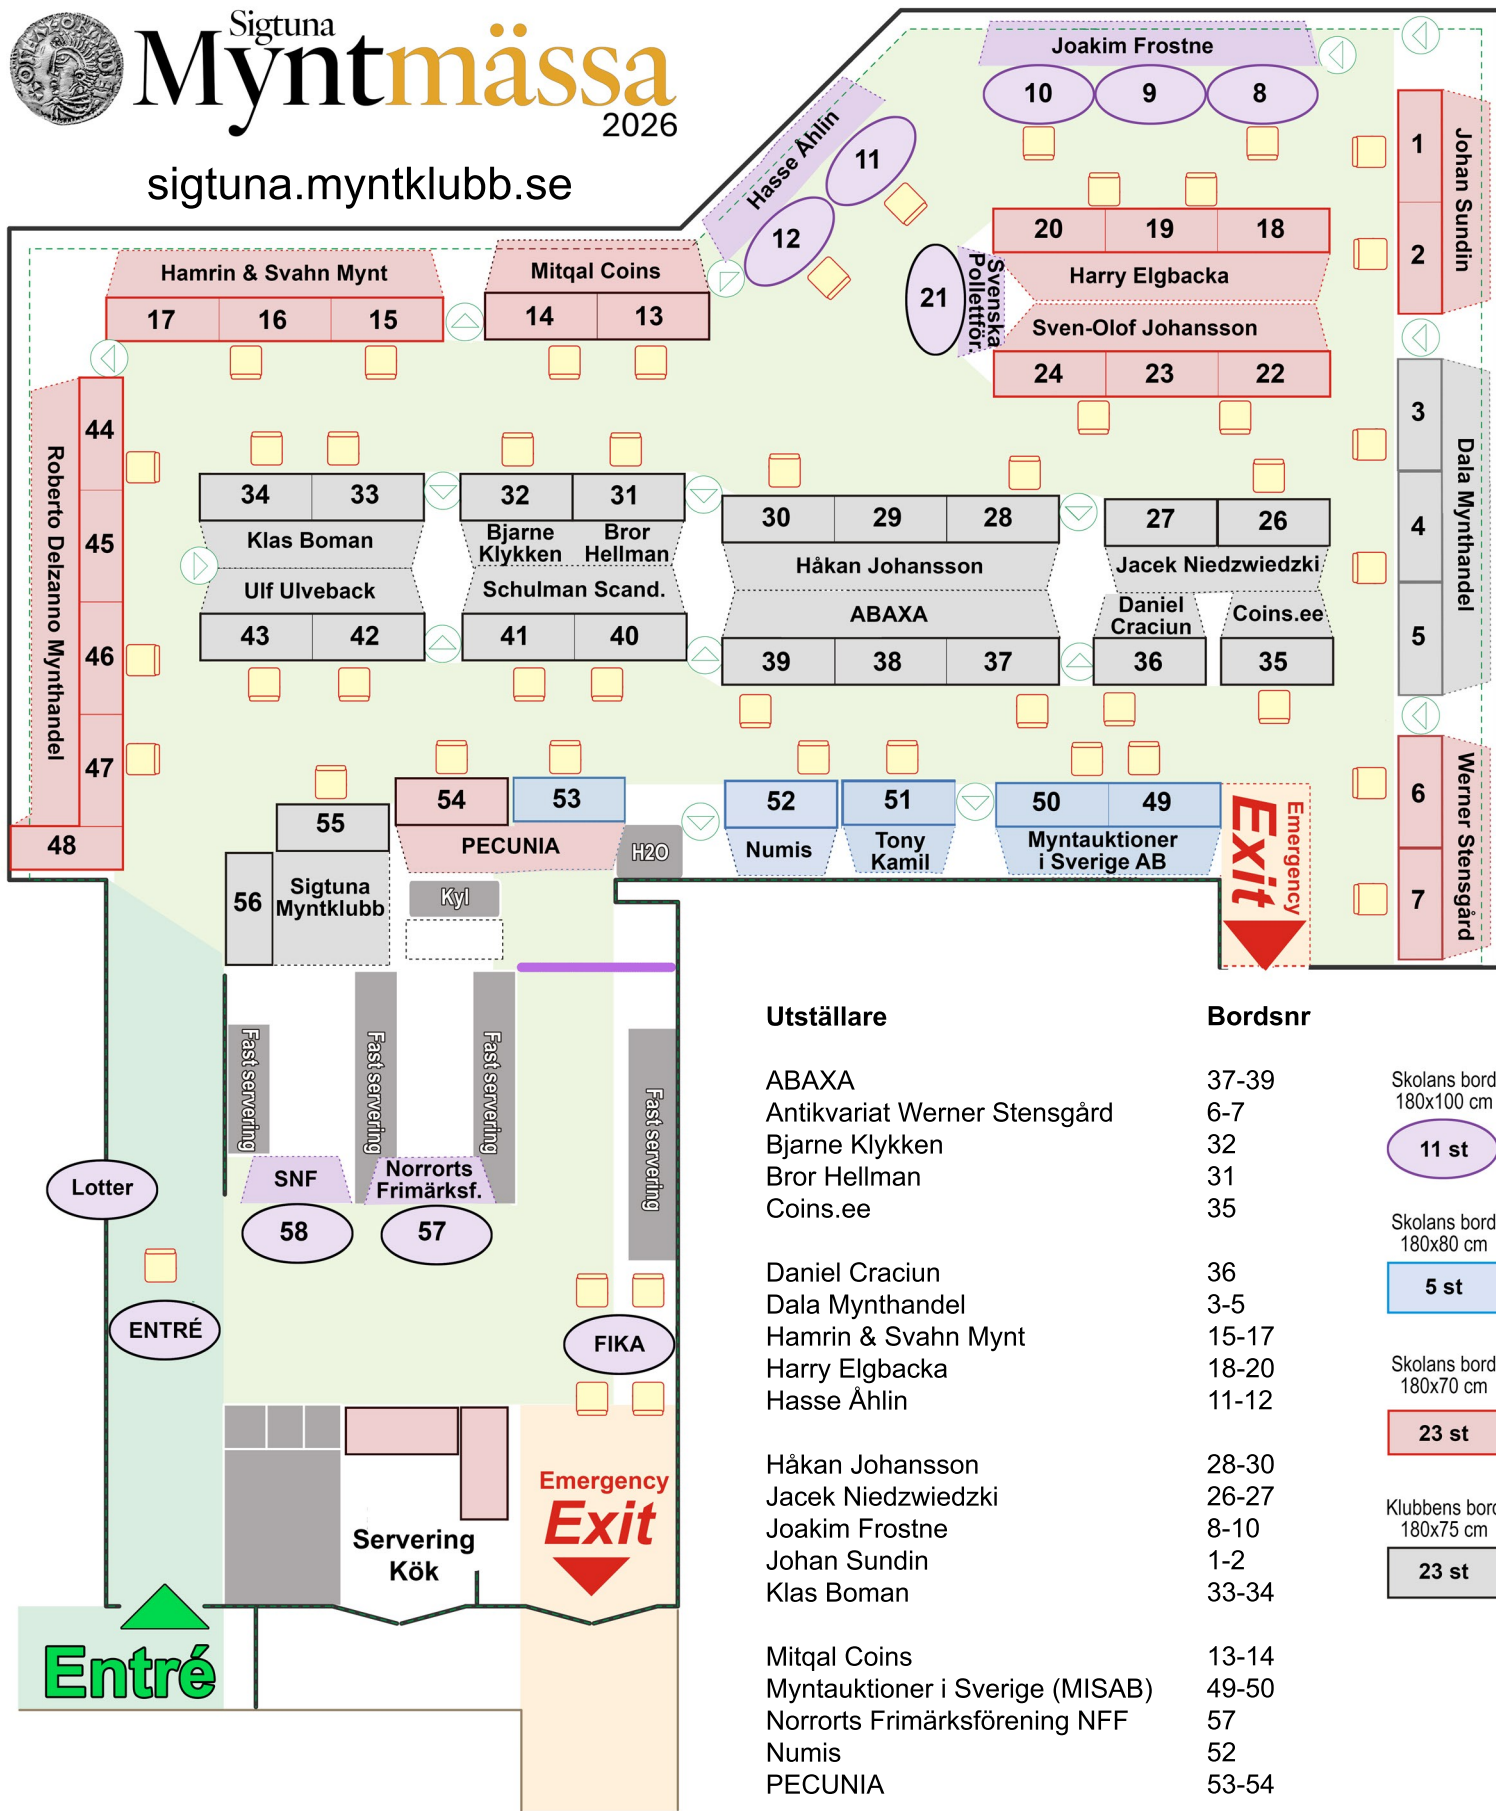 Sigtuna
Myntmässa
2026
sigtuna.myntklubb.se
Joakim Frostne
10 9 8
Hasse Åhlin
11
12
1
2
Johan Sundin
20 19 18
Harry Elgbacka
21
Svenska
Pollettför.
Sven-Olof Johansson
24 23 22
Hamrin & Svahn Mynt
17 16 15
Mitqal Coins
14 13
3
4
5
Dala Mynthandel
44
45
46
47
48
Roberto Delzanno Mynthandel
34 33
Klas Boman
Ulf Ulveback
43 42
32 31
Bjarne
Klykken
Bror
Hellman
Schulman Scand.
41 40
30 29 28
Håkan Johansson
ABAXA
39 38 37
27 26
Jacek Niedzwiedzki
Daniel
Craciun
Coins.ee
36 35
6
7
Werner Stensgård
54 53
PECUNIA
H2O
52
Numis
51
Tony
Kamil
50 49
Myntauktioner
i Sverige AB
Emergency
Exit
55
56
Sigtuna
Myntklubb
Kyl
Fast servering
Fast servering
Fast servering
Fast servering
SNF
58
Norrorts
Frimärksf.
57
Lotter
ENTRÉ
FIKA
Servering
Kök
Emergency
Exit
Entré
Utställare Bordsnr
ABAXA 37-39
Antikvariat Werner Stensgård 6-7
Bjarne Klykken 32
Bror Hellman 31
Coins.ee 35
Daniel Craciun 36
Dala Mynthandel 3-5
Hamrin & Svahn Mynt 15-17
Harry Elgbacka 18-20
Hasse Åhlin 11-12
Håkan Johansson 28-30
Jacek Niedzwiedzki 26-27
Joakim Frostne 8-10
Johan Sundin 1-2
Klas Boman 33-34
Mitqal Coins 13-14
Myntauktioner i Sverige (MISAB) 49-50
Norrorts Frimärksförening NFF 57
Numis 52
PECUNIA 53-54
Skolans bord
180x100 cm
11 st
Skolans bord
180x80 cm
5 st
Skolans bord
180x70 cm
23 st
Klubbens bord
180x75 cm
23 st